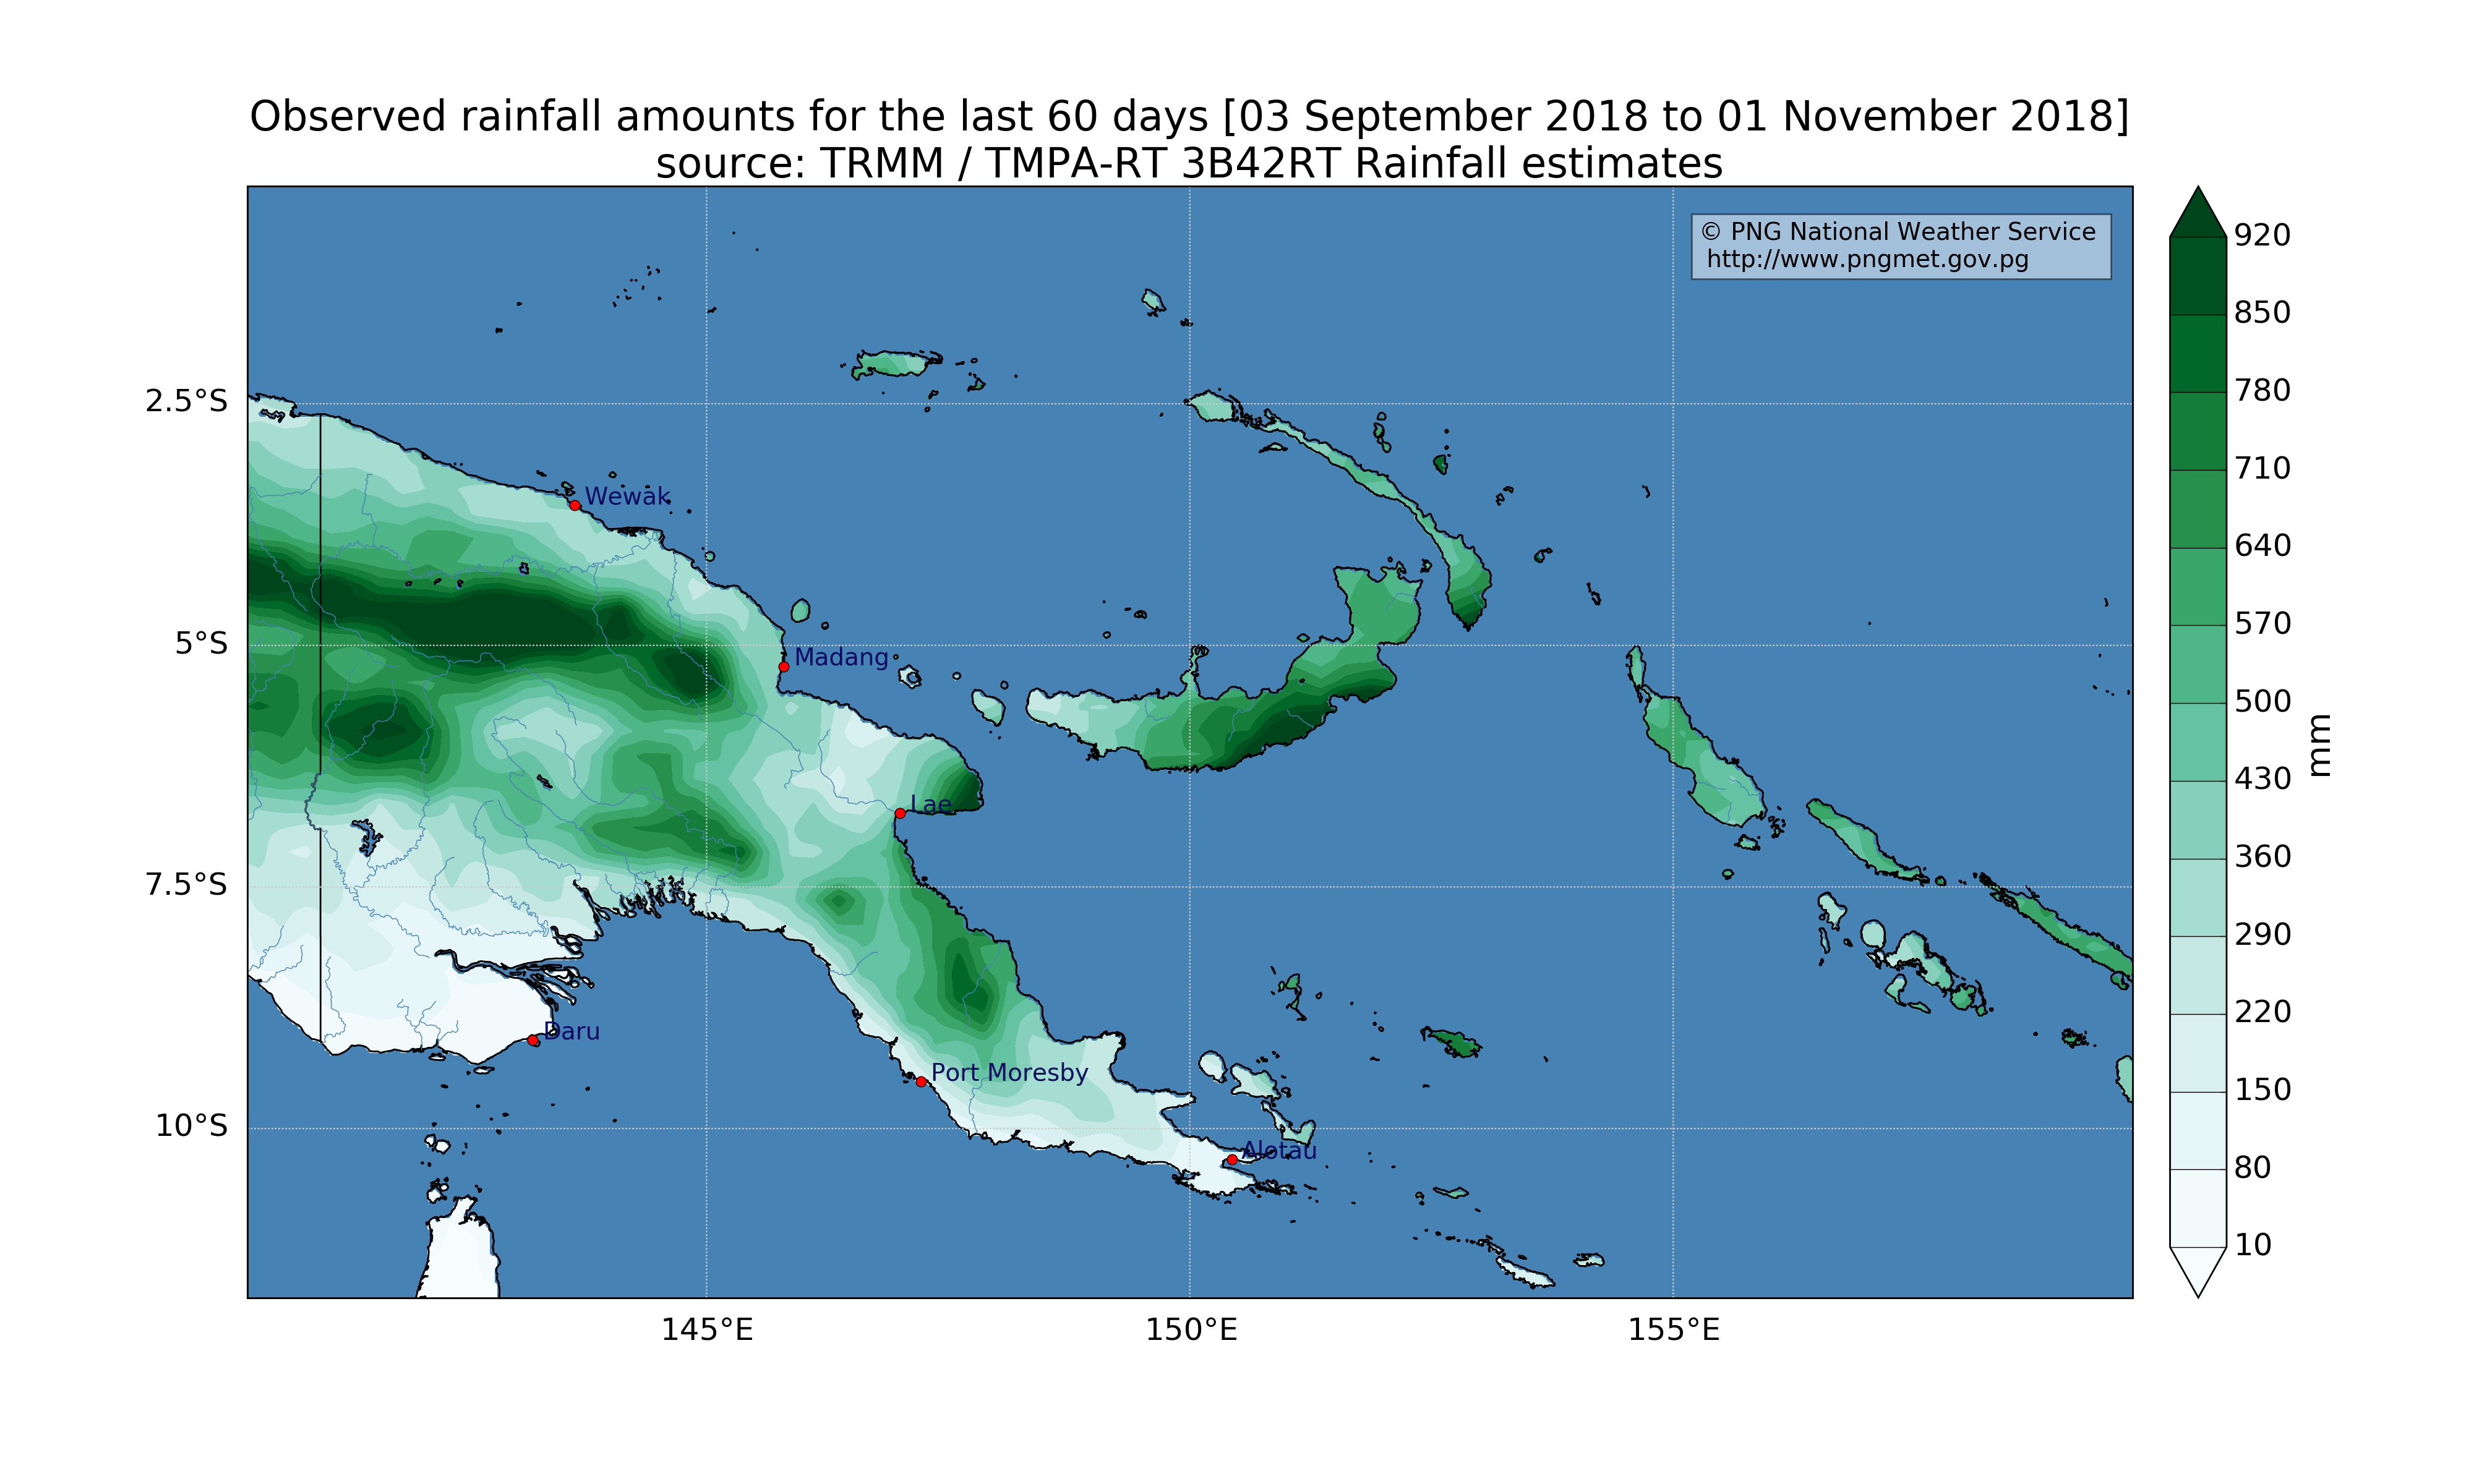 Observed rainfall amounts for the last 60 days [03 September 2018 to 01 November 2018]
source: TRMM / TMPA-RT 3B42RT Rainfall estimates
© PNG National Weather Service
http://www.pngmet.gov.pg
2.5°S
5°S
7.5°S
10°S
145°E
150°E
155°E
Wewak
Madang
Lae
Daru
Port Moresby
Alotau
920
850
780
710
640
570
500
430
360
290
220
150
80
10
mm